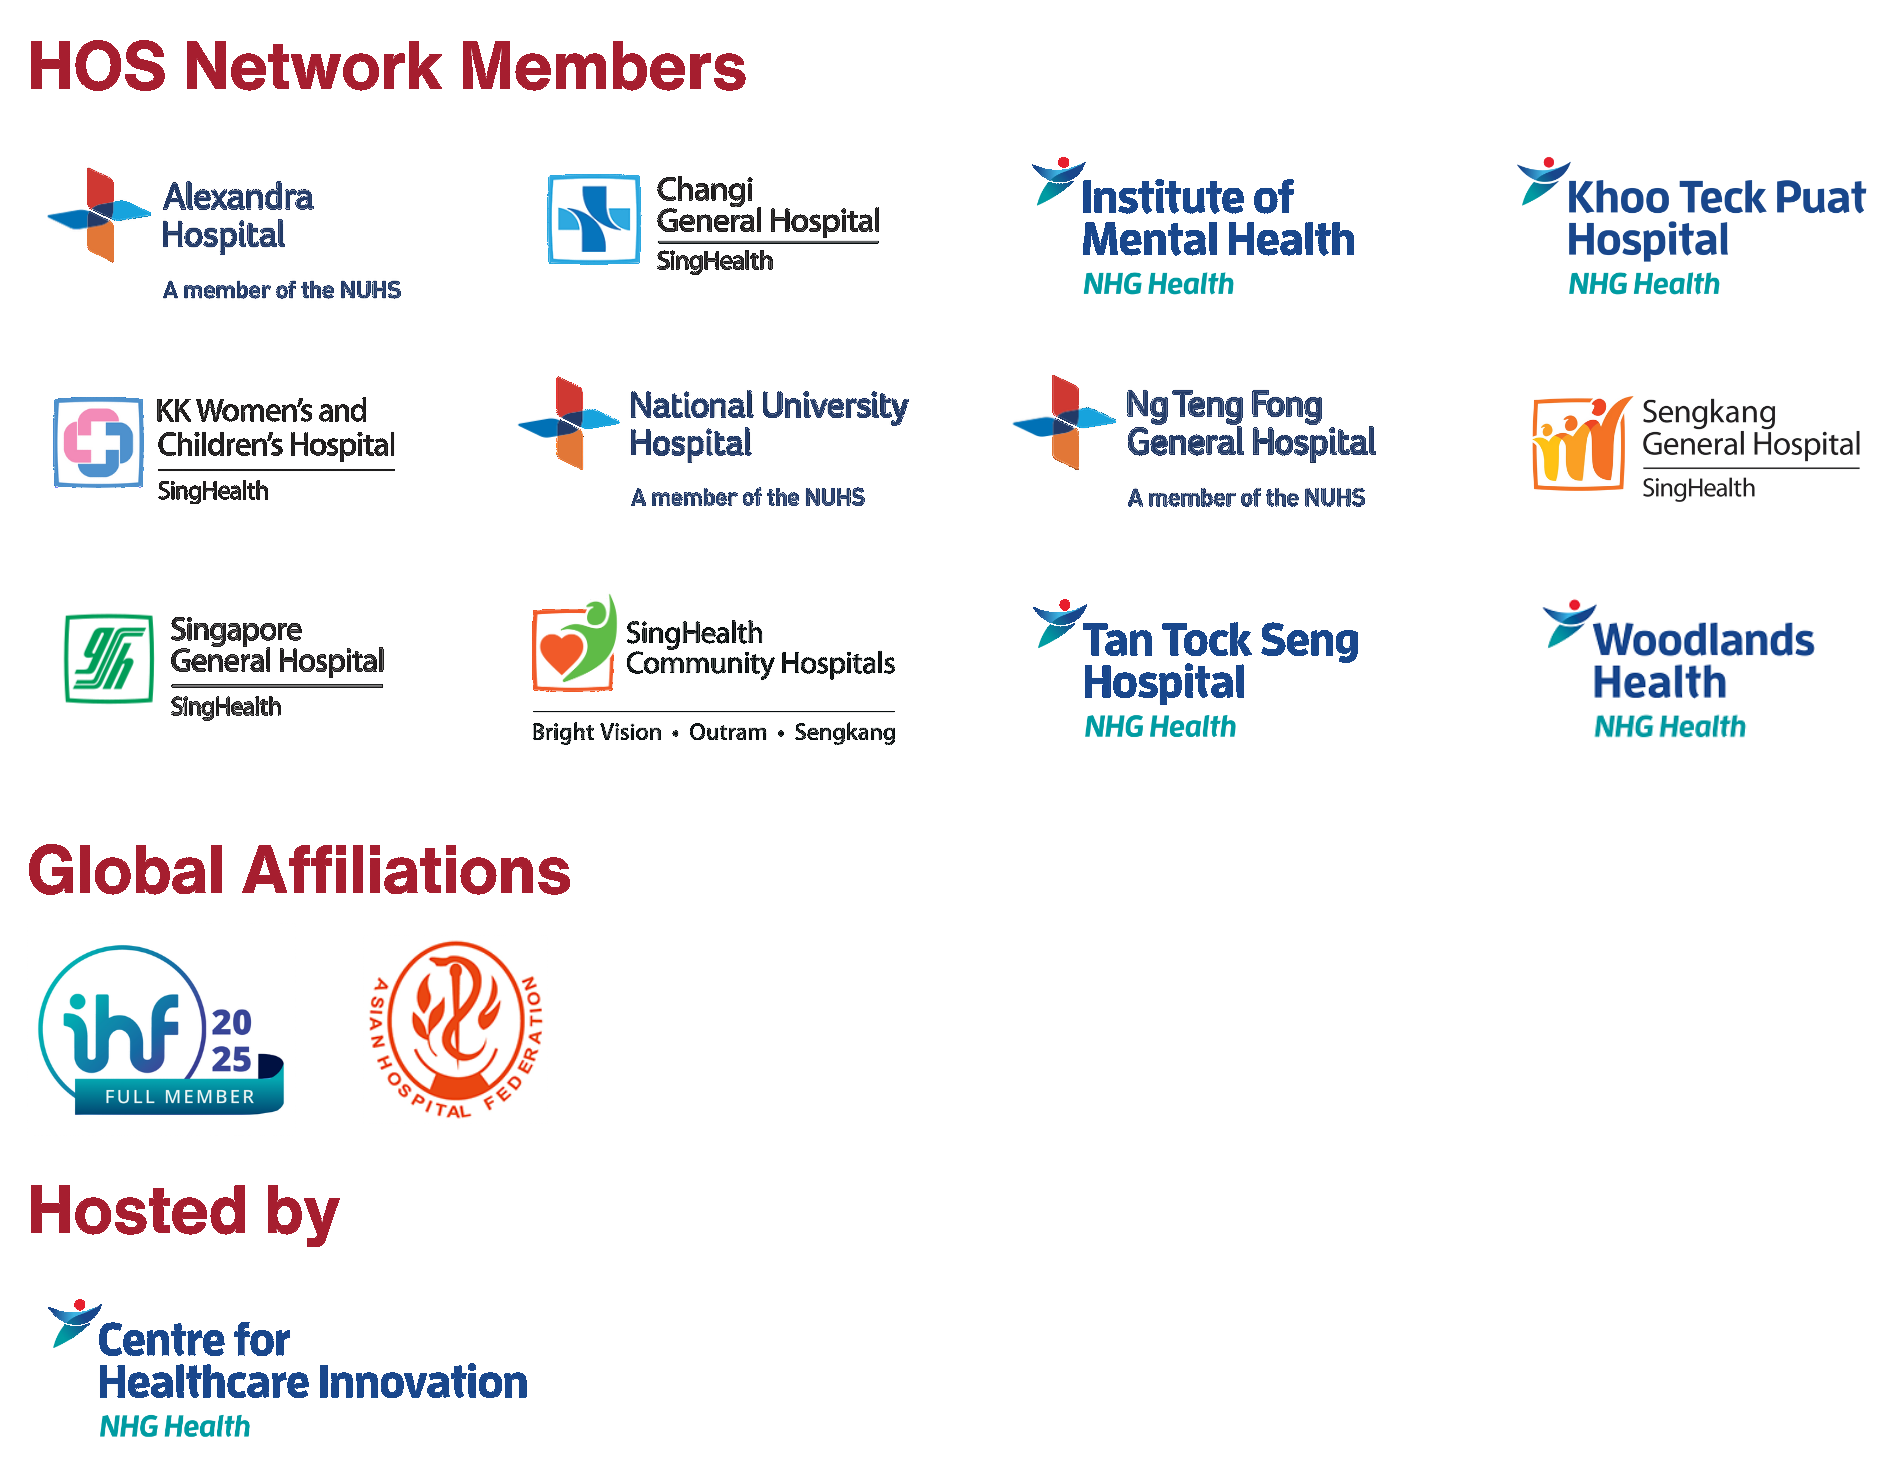 HOS Network Members
Alexandra
Hospital
A member of the NUHS
Changi
General Hospital
SingHealth
Institute of
Mental Health
NHG Health
Khoo Teck Puat
Hospital
NHG Health
KK Women's and
Children's Hospital
SingHealth
National University
Hospital
A member of the NUHS
Ng Teng Fong
General Hospital
A member of the NUHS
Sengkang
General Hospital
SingHealth
Singapore
General Hospital
SingHealth
SingHealth
Community Hospitals
Bright Vision • Outram • Sengkang
Tan Tock Seng
Hospital
NHG Health
Woodlands
Health
NHG Health
Global Affiliations
ihf
20
25
FULL MEMBER
ASIAN HOSPITAL FEDERATION
Hosted by
Centre for
Healthcare Innovation
NHG Health